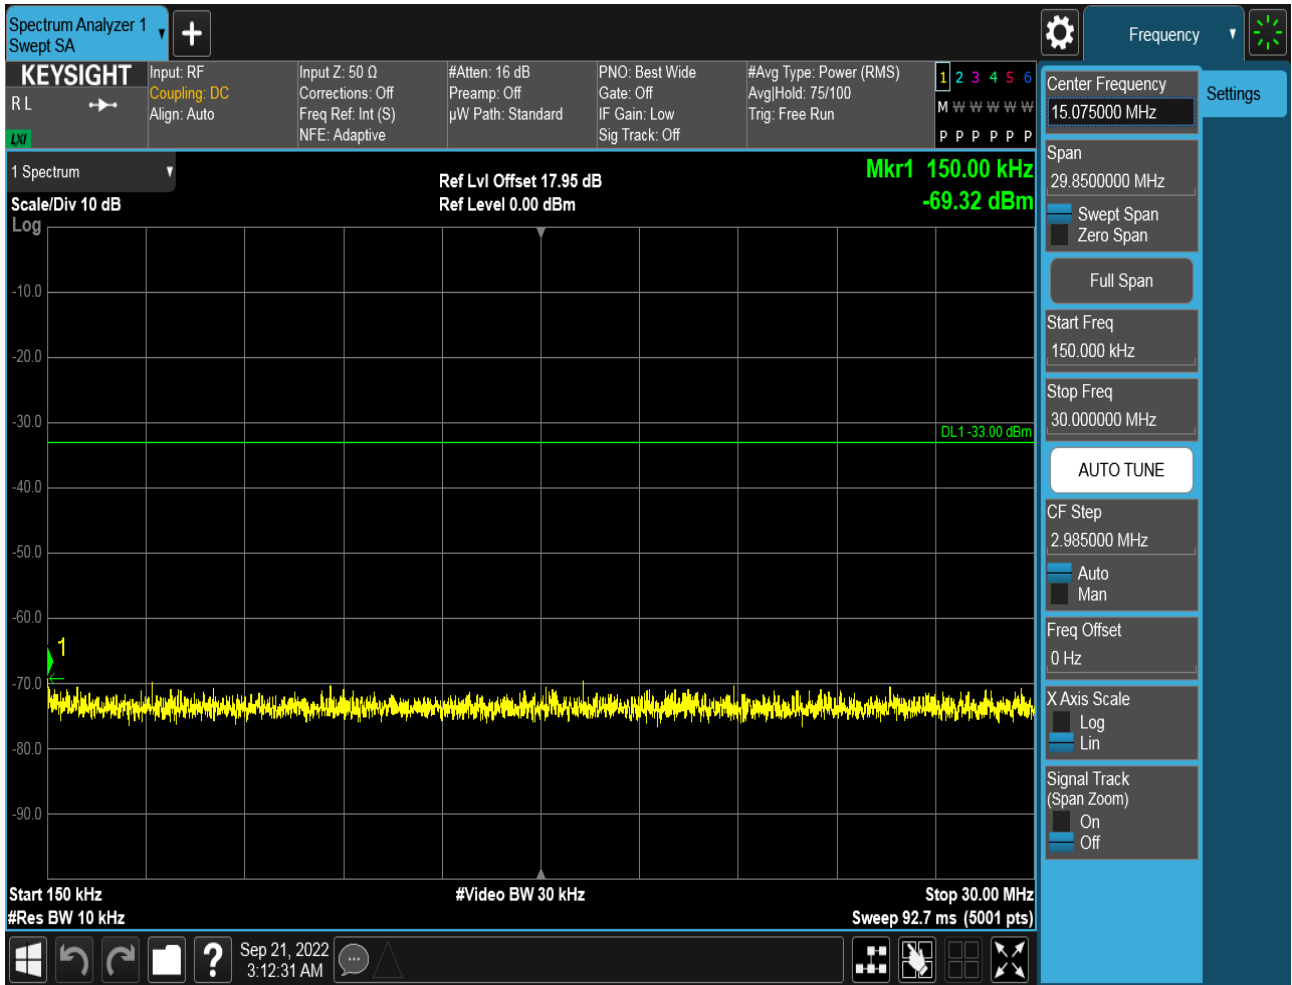 Spectrum Analyzer 1
Swept SA
Frequency
KEYSIGHT
R L
LXI
Input: RF
Coupling: DC
Align: Auto
Input Z: 50 Ω
Corrections: Off
Freq Ref: Int (S)
NFE: Adaptive
#Atten: 16 dB
Preamp: Off
µW Path: Standard
PNO: Best Wide
Gate: Off
IF Gain: Low
Sig Track: Off
#Avg Type: Power (RMS)
Avg|Hold: 75/100
Trig: Free Run
1 2 3 4 5 6
M W W W W W
P P P P P P
1 Spectrum
Scale/Div 10 dB
Log
Ref Lvl Offset 17.95 dB
Ref Level 0.00 dBm
Mkr1 150.00 kHz
-69.32 dBm
-10.0
-20.0
-30.0
DL1 -33.00 dBm
-40.0
-50.0
-60.0
1
-70.0
-80.0
-90.0
Start 150 kHz
#Video BW 30 kHz
Stop 30.00 MHz
#Res BW 10 kHz
Sweep 92.7 ms (5001 pts)
Center Frequency
15.075000 MHz
Settings
Span
29.8500000 MHz
Swept Span
Zero Span
Full Span
Start Freq
150.000 kHz
Stop Freq
30.000000 MHz
AUTO TUNE
CF Step
2.985000 MHz
Auto
Man
Freq Offset
0 Hz
X Axis Scale
Log
Lin
Signal Track
(Span Zoom)
On
Off
?
Sep 21, 2022
3:12:31 AM